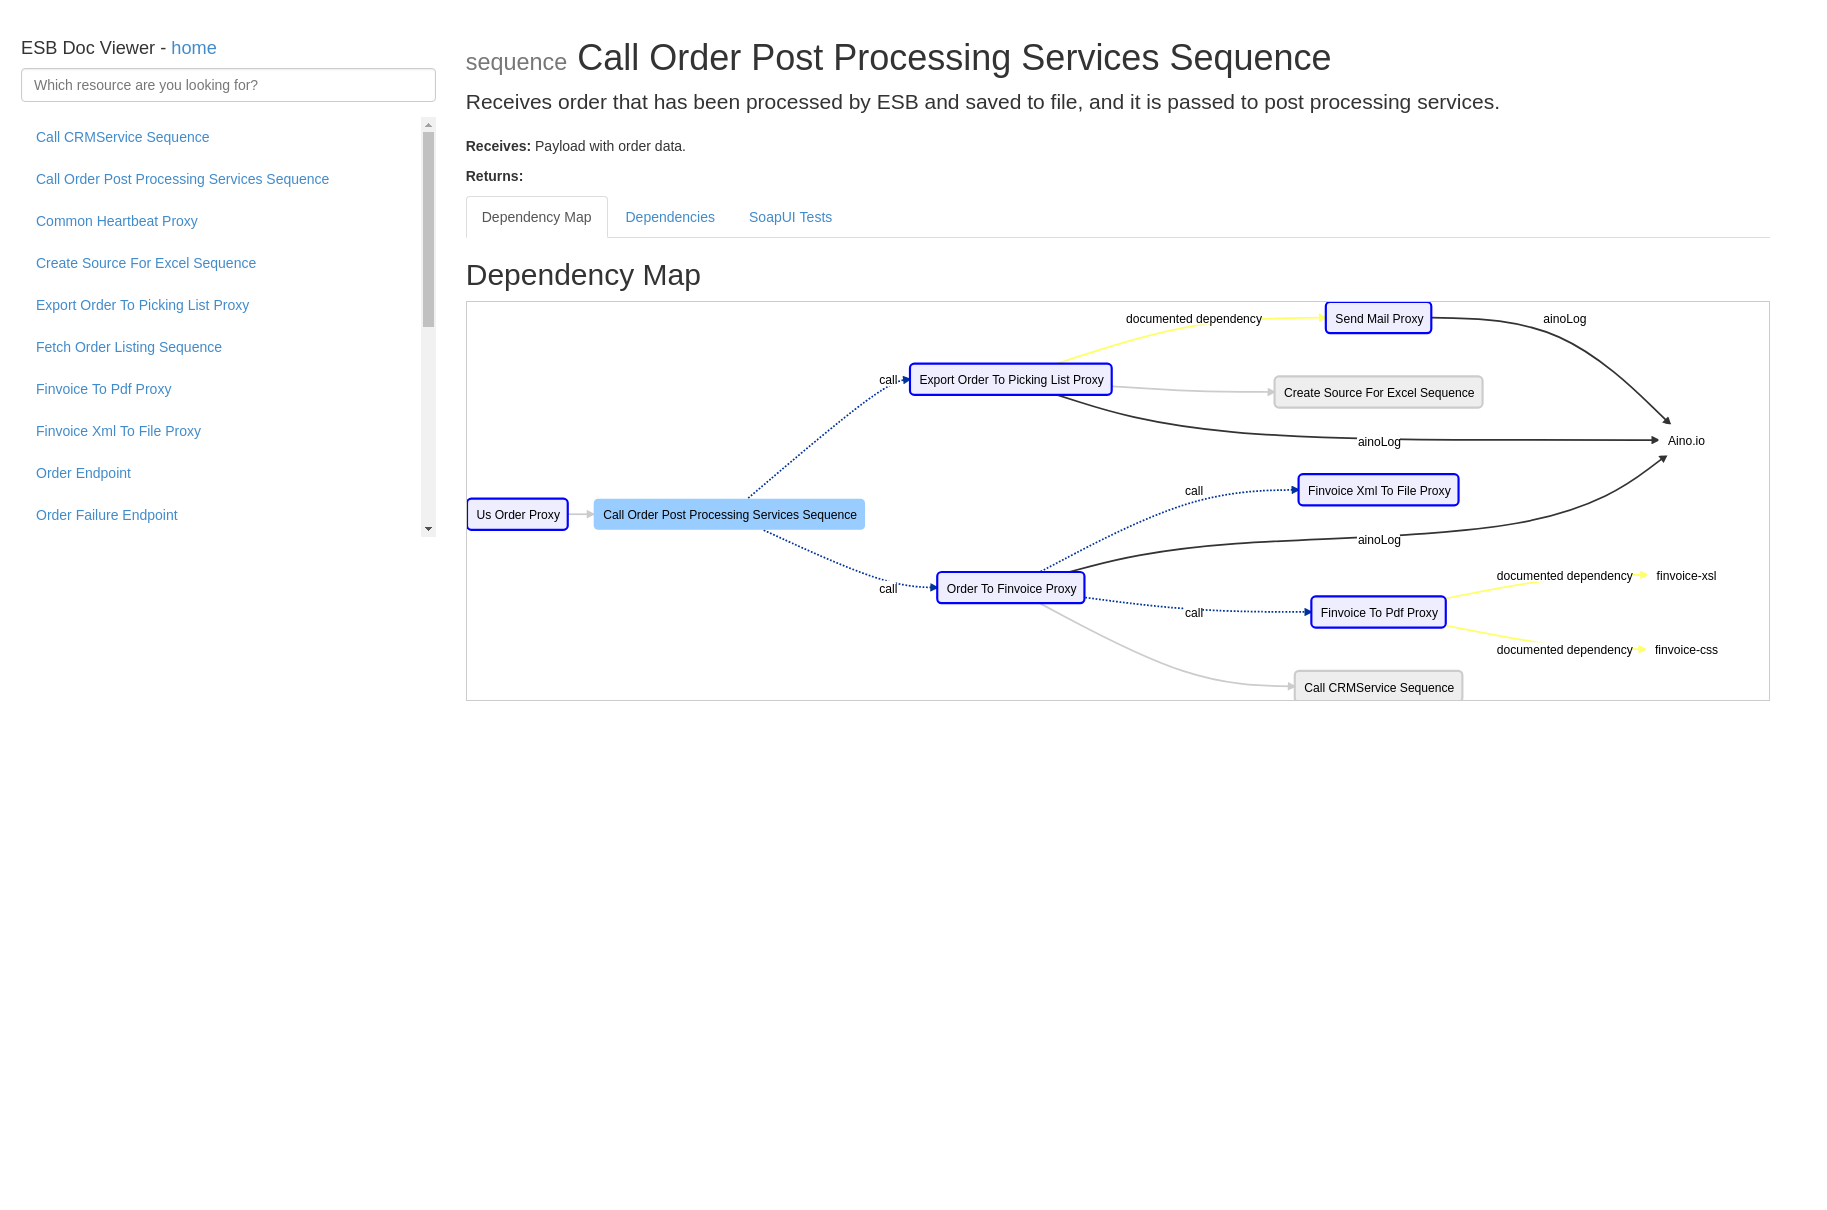 ESB Doc Viewer - home
Which resource are you looking for?
Call CRMService Sequence
Call Order Post Processing Services Sequence
Common Heartbeat Proxy
Create Source For Excel Sequence
Export Order To Picking List Proxy
Fetch Order Listing Sequence
Finvoice To Pdf Proxy
Finvoice Xml To File Proxy
Order Endpoint
Order Failure Endpoint
sequence Call Order Post Processing Services Sequence
Receives order that has been processed by ESB and saved to file, and it is passed to post processing services.
Receives: Payload with order data.
Returns:
Dependency Map Dependencies SoapUI Tests
Dependency Map
documented dependency Send Mail Proxy ainoLog
call Export Order To Picking List Proxy
Create Source For Excel Sequence
ainoLog Aino.io
call Finvoice Xml To File Proxy
Us Order Proxy Call Order Post Processing Services Sequence
ainoLog
documented dependency finvoice-xsl
call Order To Finvoice Proxy
call Finvoice To Pdf Proxy
documented dependency finvoice-css
Call CRMService Sequence